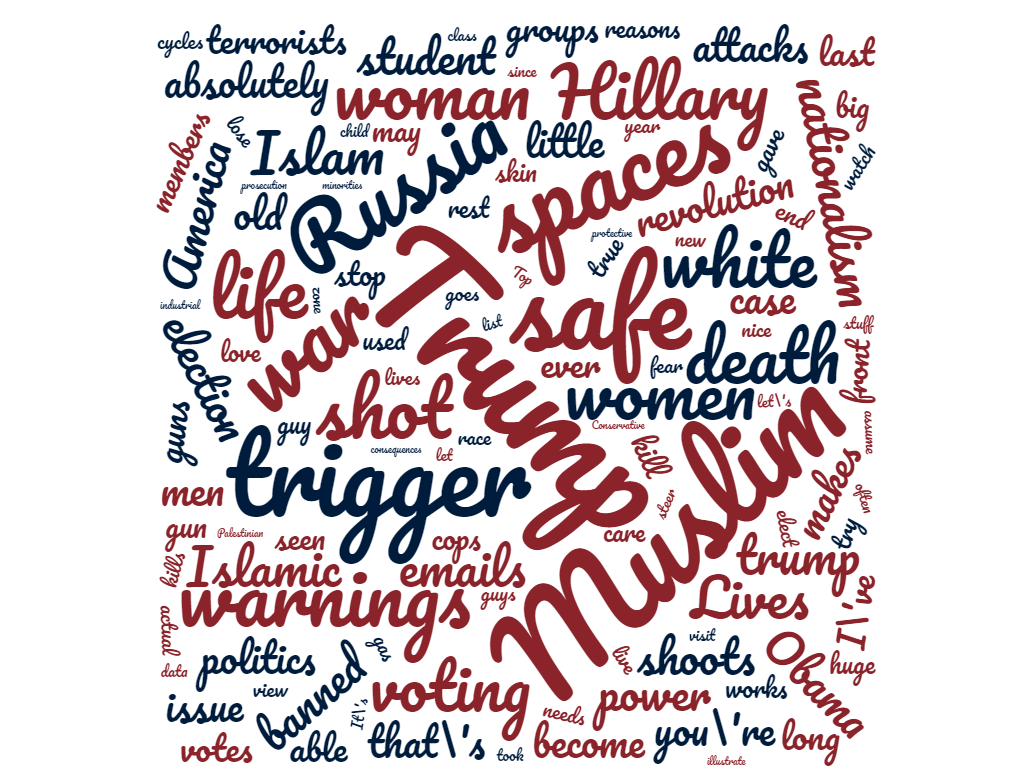 cycles
terrorists
class
groups
reasons
attacks
last
absolutely
student
since
woman
Hillary
nationalism
big
members
lose
child
may
Islam
Russia
little
year
spaces
gave
watch
America
prosecution
minorities
skin
old
rest
revolution
end
protective
true
new
white
life
zone
stop
Trump
goes
Top
safe
case
industrial
war
used
list
nice
stuff
election
love
lives
ever
fear
death
front
shot
women
let\'s
guns
guy
race
Conservative
assume
consequences
let
kill
Muslim
trigger
men
steer
makes
often
gun
Palestinian
seen
cops
care
elect
try
kills
Islamic
emails
trump
warnings
guys
Lives
I\'ve
actual
politics
gas
visit
live
shoots
Obama
huge
data
view
banned
voting
power
works
issue
It\'s
needs
votes
able
that\'s
took
become
you\'re
long
illustrate